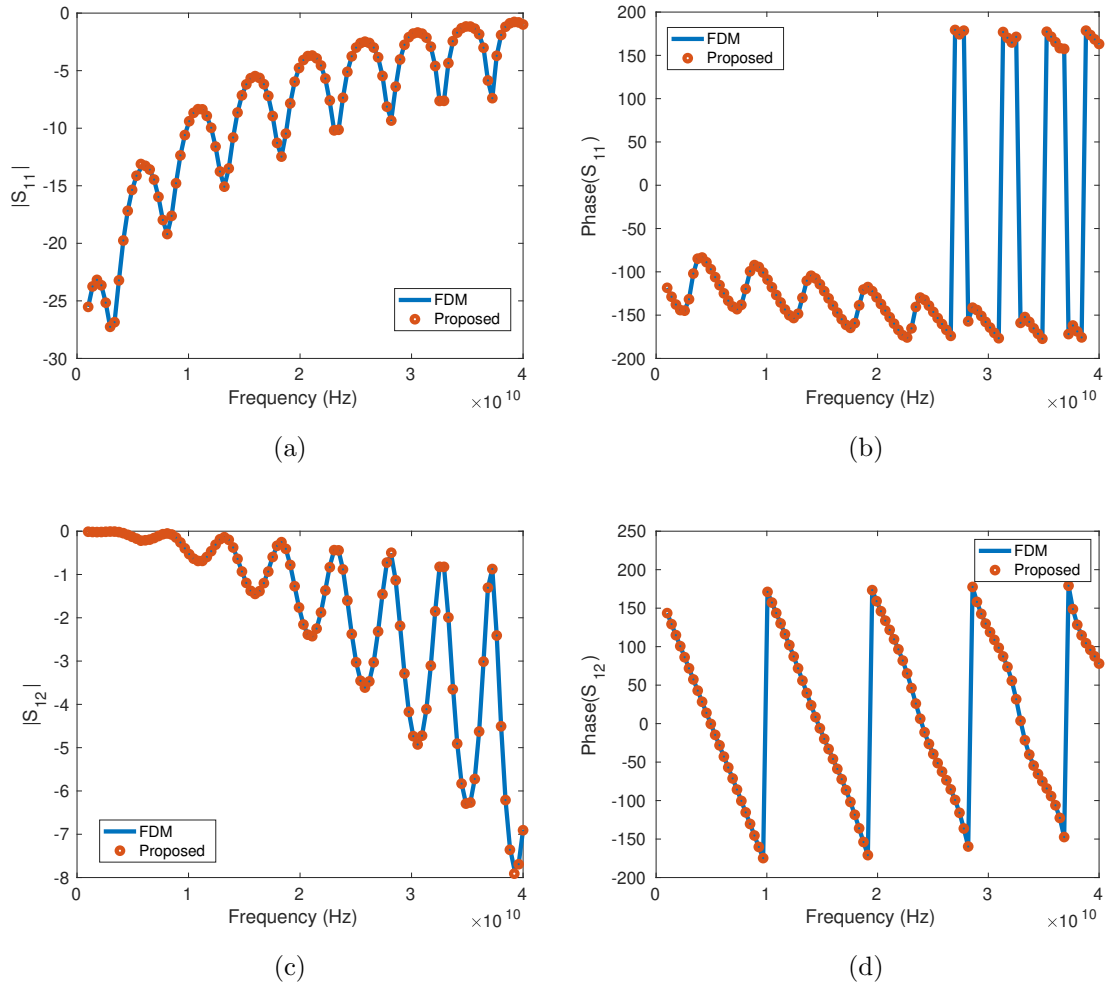 0
-5
-10
-15
-20
-25
-30
|S11|
FDM
Proposed
0 1 2 3 4
Frequency (Hz) ×10^10
(a)
200
150
100
50
0
-50
-100
-150
-200
Phase(S11)
FDM
Proposed
0 1 2 3 4
Frequency (Hz) ×10^10
(b)
0
-1
-2
-3
-4
-5
-6
-7
-8
|S12|
FDM
Proposed
0 1 2 3 4
Frequency (Hz) ×10^10
(c)
250
200
150
100
50
0
-50
-100
-150
-200
Phase(S12)
FDM
Proposed
0 1 2 3 4
Frequency (Hz) ×10^10
(d)